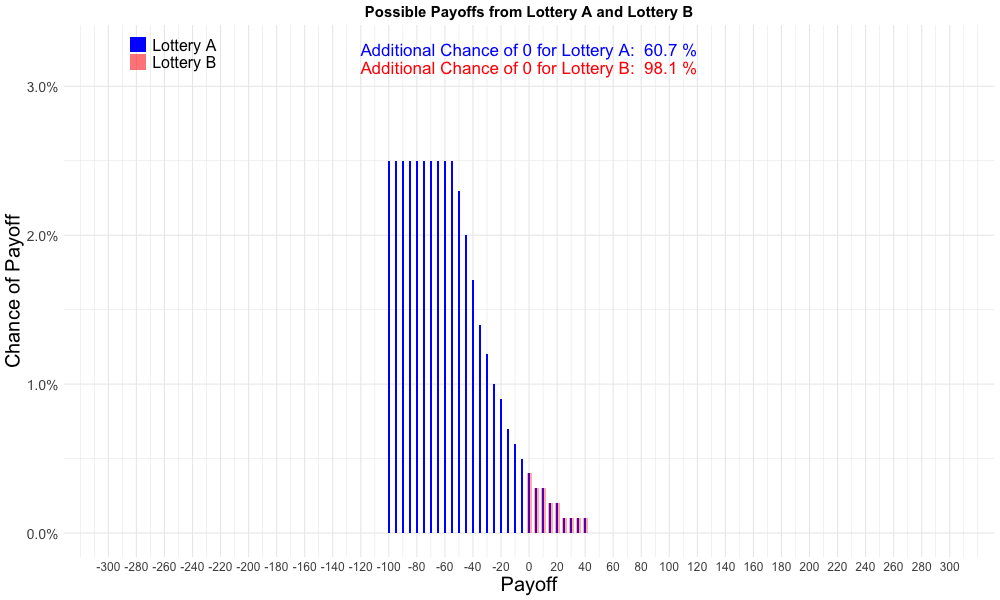 Possible Payoffs from Lottery A and Lottery B
Lottery A
Lottery B
Additional Chance of 0 for Lottery A: 60.7 %
Additional Chance of 0 for Lottery B: 98.1 %
Chance of Payoff
3.0%
2.0%
1.0%
0.0%
-300 -280 -260 -240 -220 -200 -180 -160 -140 -120 -100 -80 -60 -40 -20 0 20 40 60 80 100 120 140 160 180 200 220 240 260 280 300
Payoff